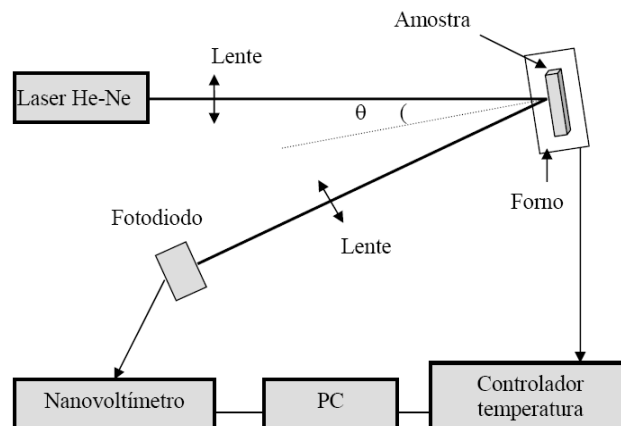 Amostra
Lente
Laser He-Ne
θ (
Forno
Fotodiodo
Lente
Nanovoltímetro
PC
Controlador
temperatura